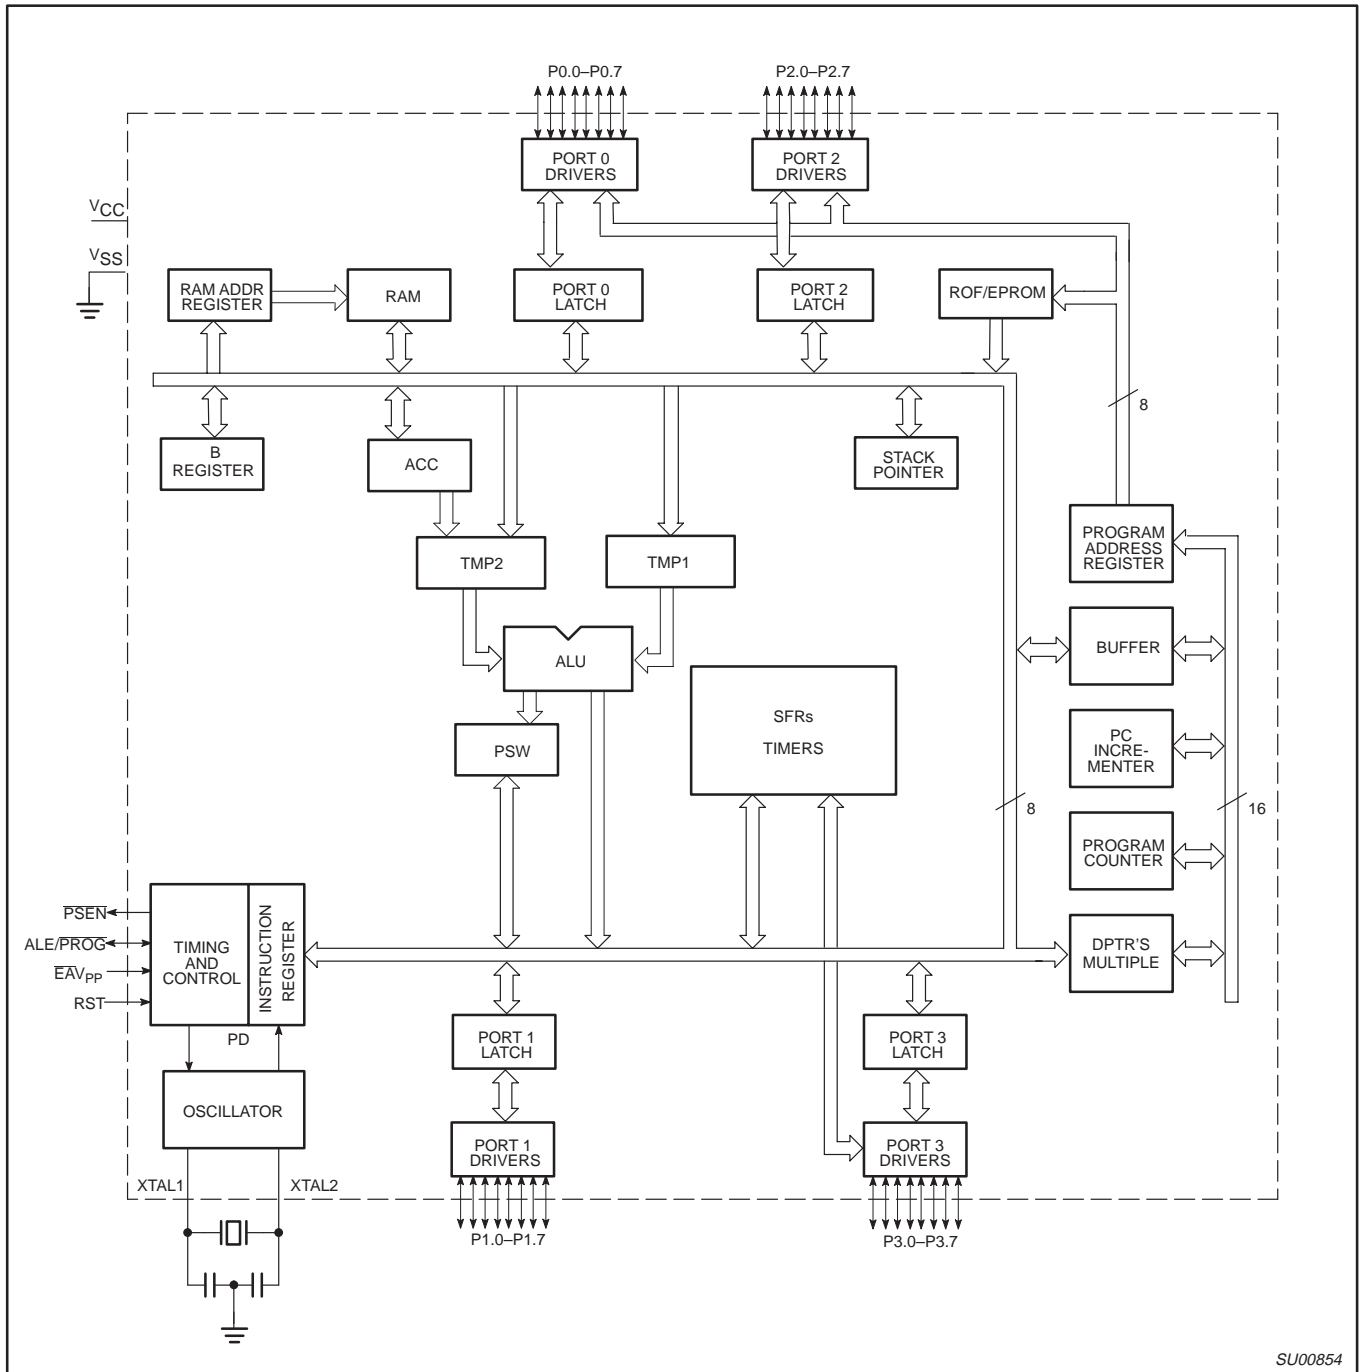 P0.0–P0.7
P2.0–P2.7
PORT 0
DRIVERS
PORT 2
DRIVERS
VCC
VSS
RAM ADDR
REGISTER
RAM
PORT 0
LATCH
PORT 2
LATCH
ROF/EPROM
8
B
REGISTER
ACC
STACK
POINTER
PROGRAM
ADDRESS
REGISTER
TMP2
TMP1
BUFFER
ALU
SFRs
TIMERS
PSW
PC
INCRE-
MENTER
8
16
PROGRAM
COUNTER
PSEN
ALE/PROG
EAVPP
RST
TIMING
AND
CONTROL
INSTRUCTION
REGISTER
DPTR'S
MULTIPLE
PD
PORT 1
LATCH
PORT 3
LATCH
OSCILLATOR
PORT 1
DRIVERS
PORT 3
DRIVERS
XTAL1
XTAL2
P1.0–P1.7
P3.0–P3.7
SU00854